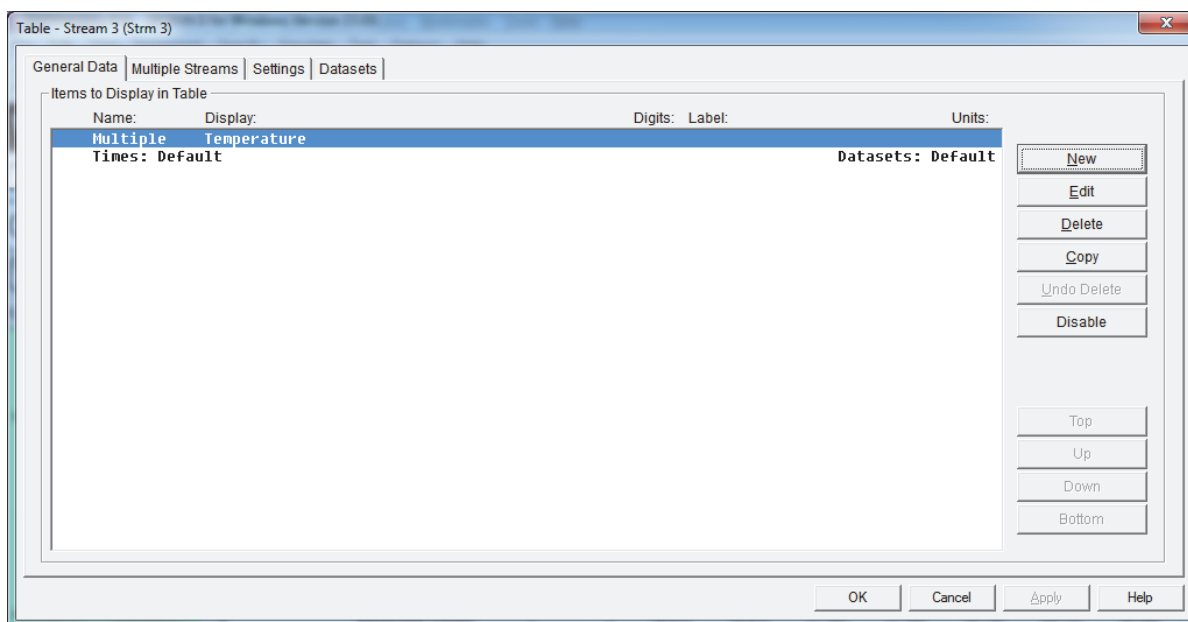 Table - Stream 3 (Strm 3)
General Data Multiple Streams Settings Datasets
Items to Display in Table
Name: Display: Digits: Label: Units:
Multiple Temperature
Times: Default Datasets: Default
New
Edit
Delete
Copy
Undo Delete
Disable
Top
Up
Down
Bottom
OK Cancel Apply Help